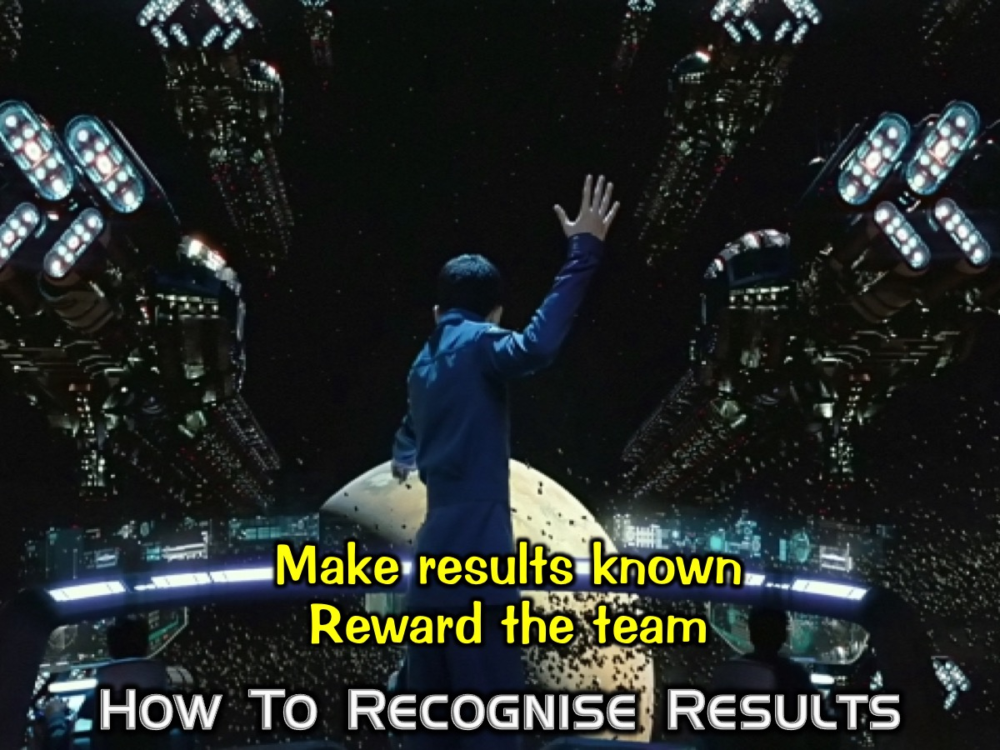 Make results known
Reward the team
How To Recognise Results